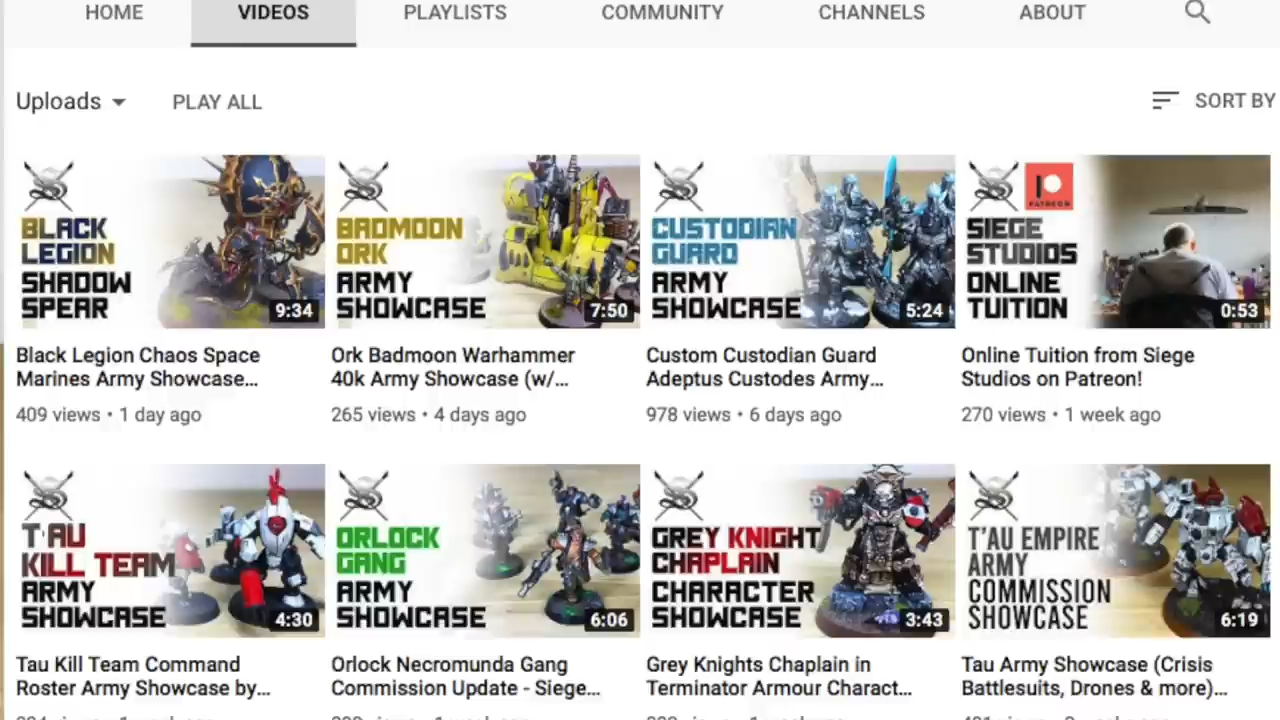 HOME VIDEOS PLAYLISTS COMMUNITY CHANNELS ABOUT
Uploads PLAY ALL SORT BY
BLACK
LEGION
SHADOW
SPEAR
9:34
BADMOON
ORK
ARMY
SHOWCASE
7:50
CUSTODIAN
GUARD
ARMY
SHOWCASE
5:24
PATREON
SIEGE
STUDIOS
ONLINE
TUITION
0:53
Black Legion Chaos Space
Marines Army Showcase...
409 views • 1 day ago
Ork Badmoon Warhammer
40k Army Showcase (w/...
265 views • 4 days ago
Custom Custodian Guard
Adeptus Custodes Army...
978 views • 6 days ago
Online Tuition from Siege
Studios on Patreon!
270 views • 1 week ago
T'AU
KILL TEAM
ARMY
SHOWCASE
4:30
ORLOCK
GANG
ARMY
SHOWCASE
6:06
GREY KNIGHT
CHAPLAIN
CHARACTER
SHOWCASE
3:43
T'AU EMPIRE
ARMY
COMMISSION
SHOWCASE
6:19
Tau Kill Team Command
Roster Army Showcase by...
Orlock Necromunda Gang
Commission Update - Siege...
Grey Knights Chaplain in
Terminator Armour Charact...
Tau Army Showcase (Crisis
Battlesuits, Drones & more)...